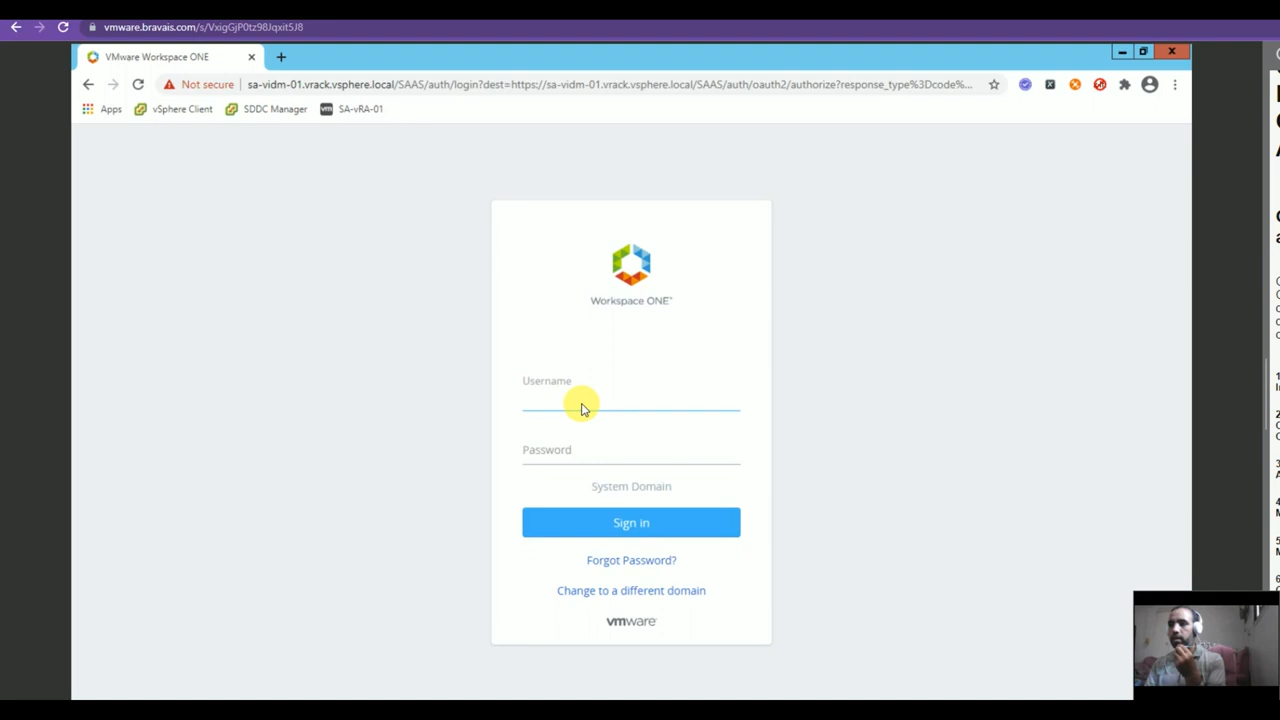 vmware.bravais.com/s/VxigGjP0tz98Jqxit5J8
VMware Workspace ONE
Not secure
sa-vidm-01.vrack.vsphere.local/SAAS/auth/login?dest=https://sa-vidm-01.vrack.vsphere.local/SAAS/auth/oauth2/authorize?response_type%3Dcode%...
Apps
vSphere Client
SDDC Manager
vm
SA-vRA-01
Workspace ONE™
Username
Password
System Domain
Sign in
Forgot Password?
Change to a different domain
vmware